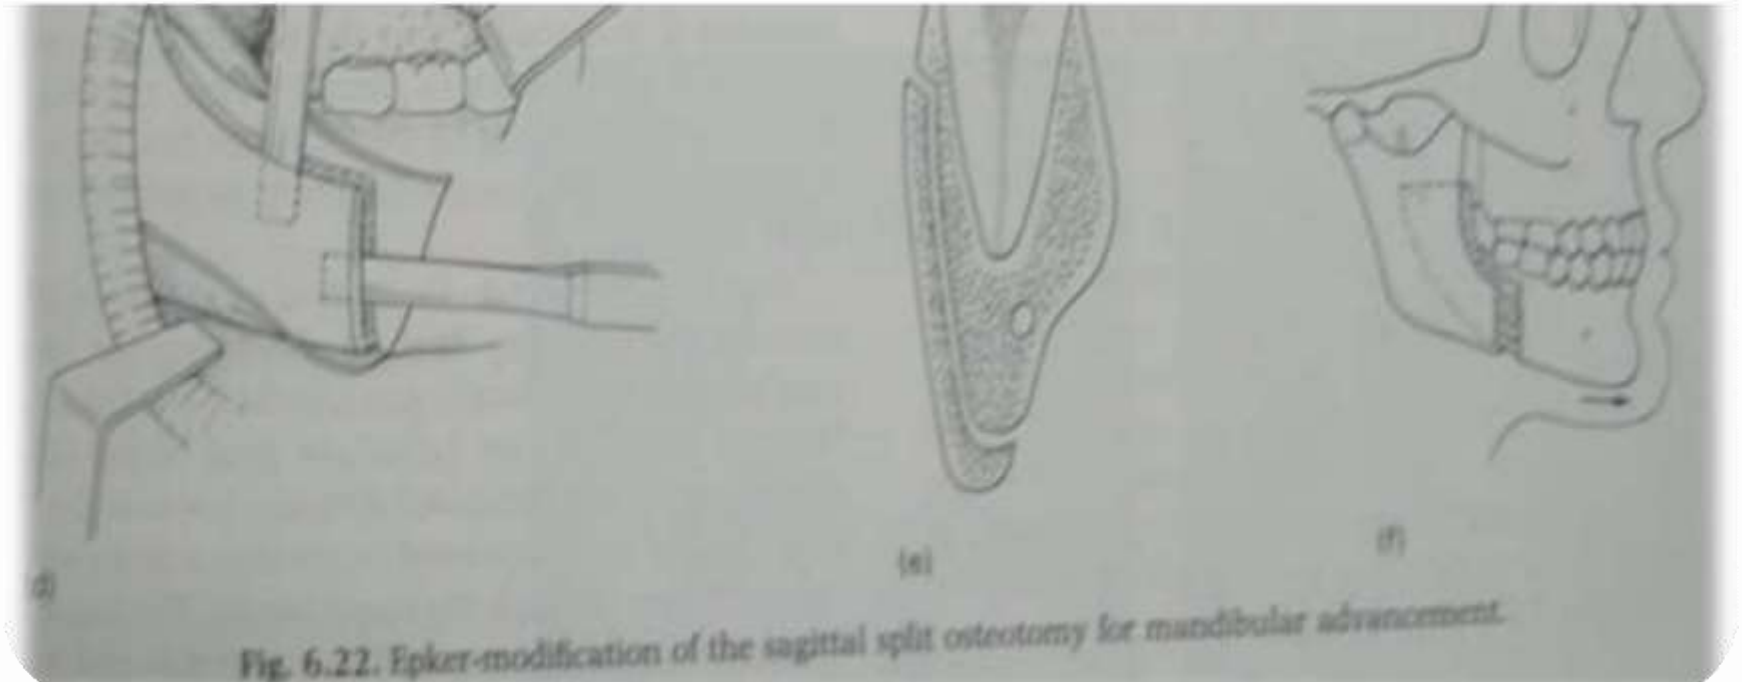 d)
(e)
(f)
Fig. 6.22. Epker-modification of the sagittal split osteotomy for mandibular advancement.